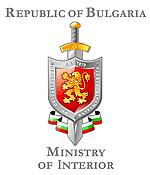 REPUBLIC OF BULGARIA
MINISTRY
OF INTERIOR